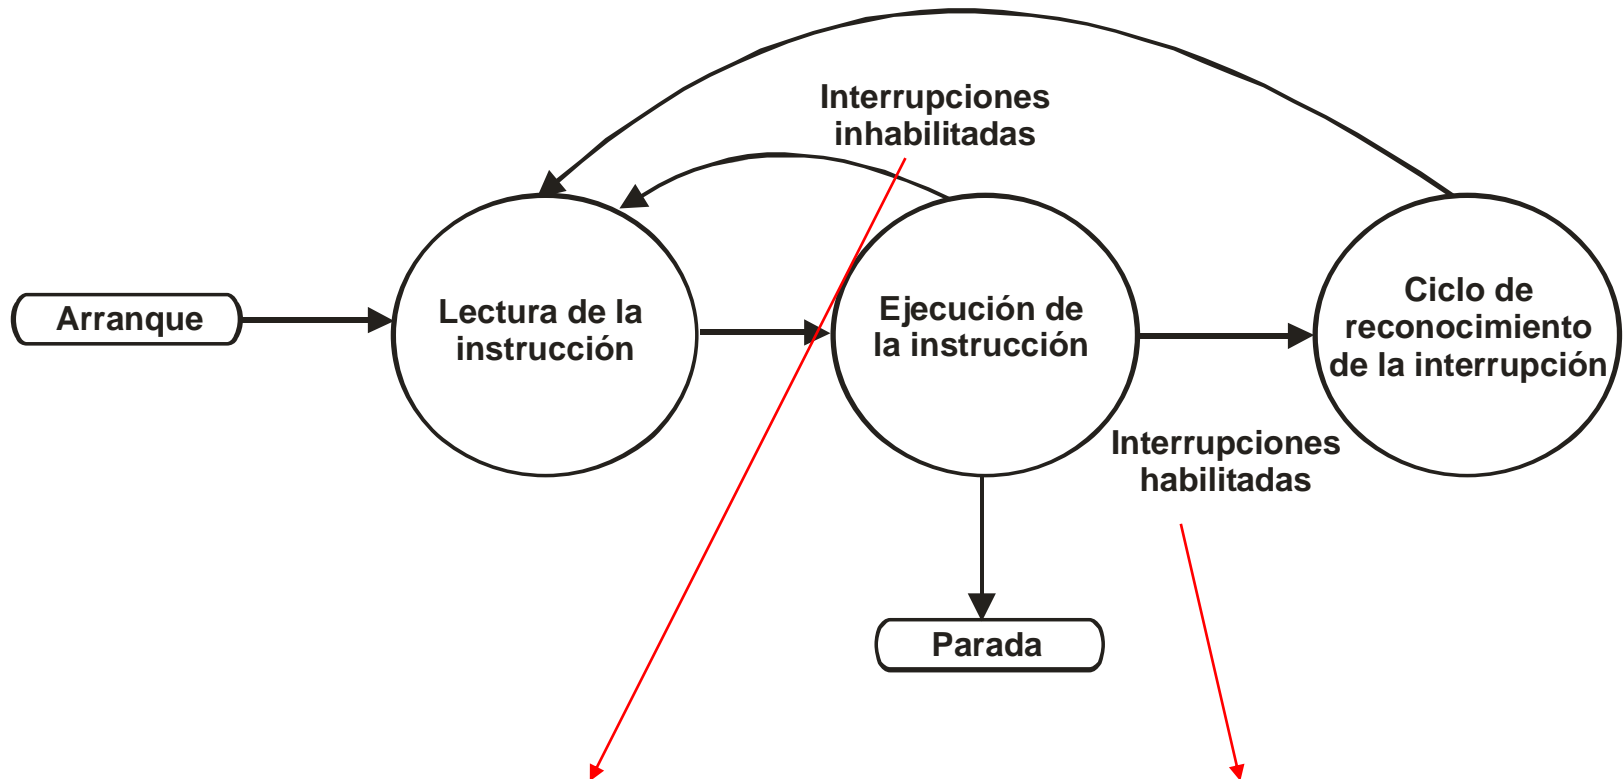 Interrupciones
inhabilitadas
Arranque
Lectura de la
instrucción
Ejecución de
la instrucción
Ciclo de
reconocimiento
de la interrupción
Interrupciones
habilitadas
Parada